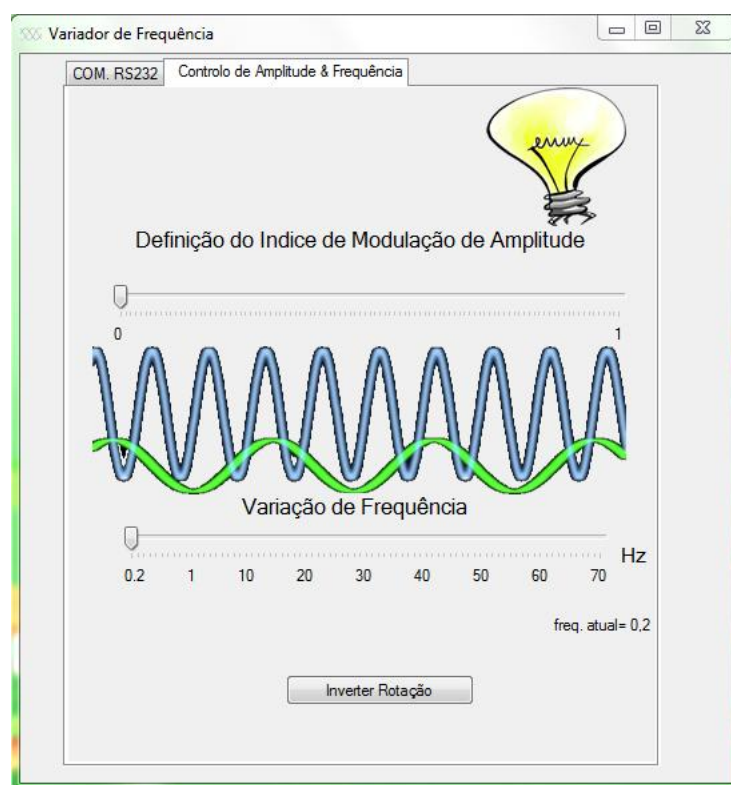 Variador de Frequência
COM. RS232 Controlo de Amplitude & Frequência
Definição do Indice de Modulação de Amplitude
0 1
Variação de Frequência
Hz
0.2 1 10 20 30 40 50 60 70
freq. atual= 0,2
Inverter Rotação